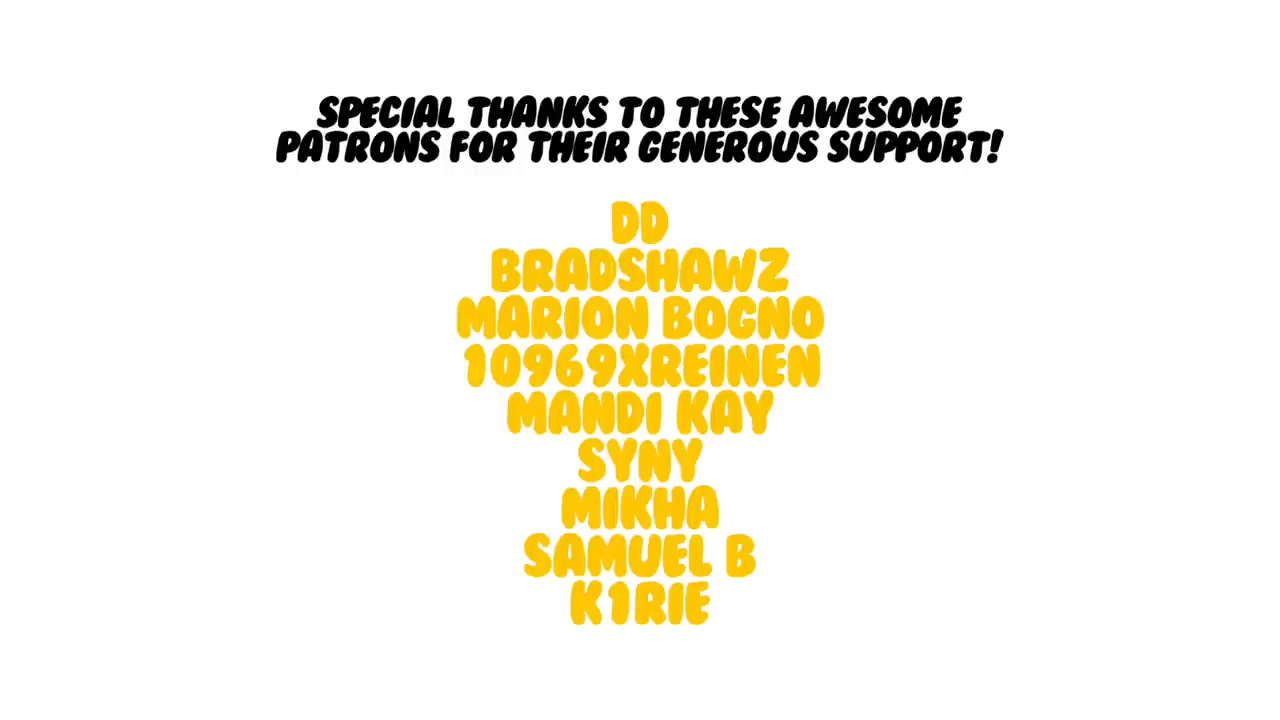 SPECIAL THANKS TO THESE AWESOME
PATRONS FOR THEIR GENEROUS SUPPORT!
DD
BRADSHAWZ
MARION BOGNO
10969XREINEN
MANDI KAY
SYNY
MIKHA
SAMUEL B
K1RIE